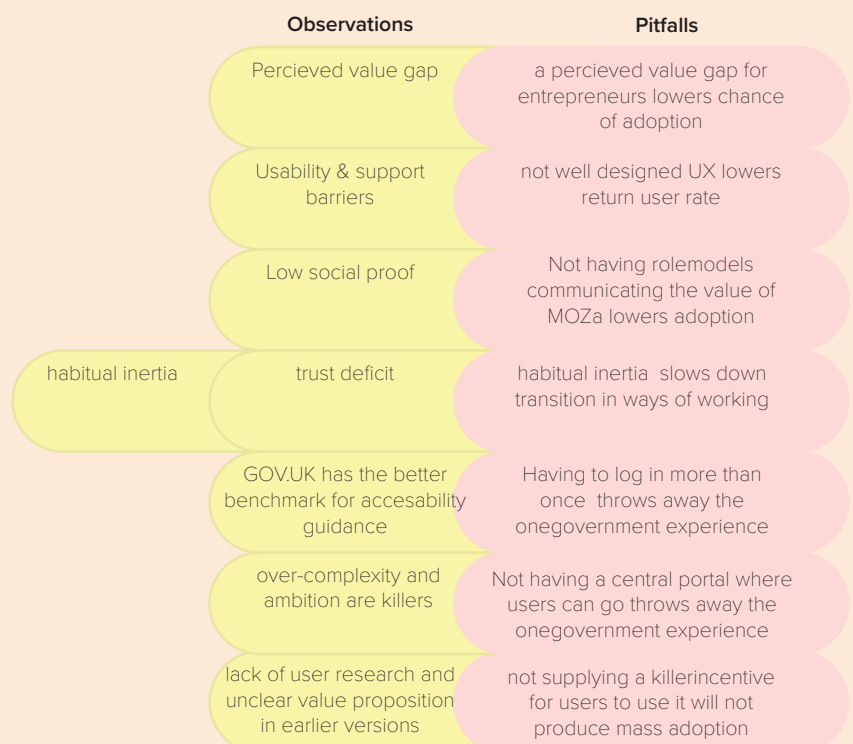 Observations
Pitfalls
Percieved value gap
a percieved value gap for
entrepreneurs lowers chance
of adoption
Usability & support
barriers
not well designed UX lowers
return user rate
Low social proof
Not having rolemodels
communicating the value of
MOZa lowers adoption
habitual inertia
trust deficit
habitual inertia  slows down
transition in ways of working
GOV.UK has the better
benchmark for accesability
guidance
Having to log in more than
once  throws away the
onegovernment experience
over-complexity and
ambition are killers
Not having a central portal where
users can go throws away the
onegovernment experience
lack of user research and
unclear value proposition
in earlier versions
not supplying a killerincentive
for users to use it will not
produce mass adoption